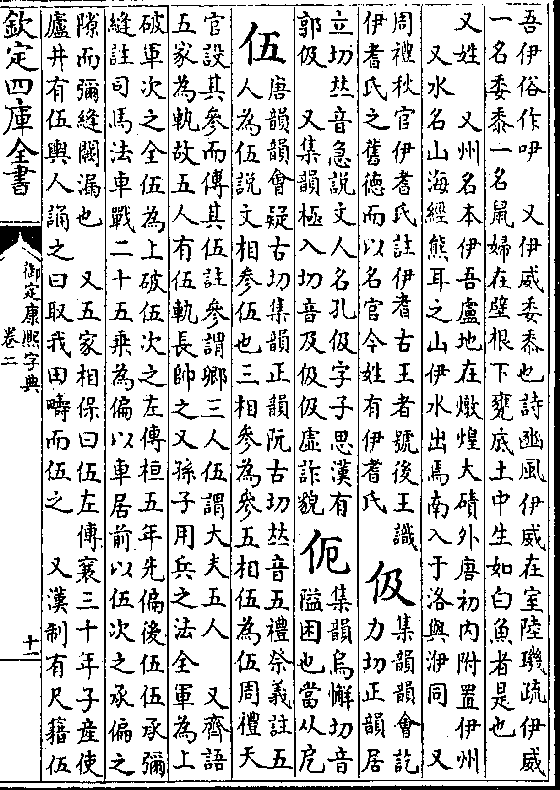 吾伊俗作吚　又伊威委黍也詩豳風伊威在室陸璣疏伊威
一名委黍一名鼠婦在壁根下甕底土中生如白魚者是也
又姓　又州名本伊吾盧地在燉煌大磧外唐初內附置伊州
又水名山海經熊耳之山伊水出焉南入于洛與洢同　又
周禮秋官伊耆氏註伊耆古王者號後王識
伊耆氏之舊德而以名官今姓有伊耆氏
伋
集韻韻會訖
力切正韻居
立切𠀤音急說文人名孔伋字子思漢有
郭伋　又集韻極入切音及伋伋虛詐貌
伌
集韻烏懈切音
隘困也當从戹
伍
唐韻韻會疑古切集韻正韻阮古切𠀤音五禮祭義註五
人為伍說文相參伍也三相參為參五相伍為伍周禮天
官設其參而傅其伍註參謂卿三人伍謂大夫五人　又齊語
五家為軌故五人有伍軌長帥之又孫子用兵之法全軍為上
破軍次之全伍為上破伍次之左傳桓五年先偏後伍伍承彌
縫註司馬法車戰二十五乘為偏以車居前以伍次之承偏之
隙而彌縫闕漏也　又五家相保曰伍左傳襄三十年子產使
廬井有伍輿人誦之曰取我田疇而伍之　又漢制有尺籍伍
欽定四庫全書
御定康熙字典
卷二
十一